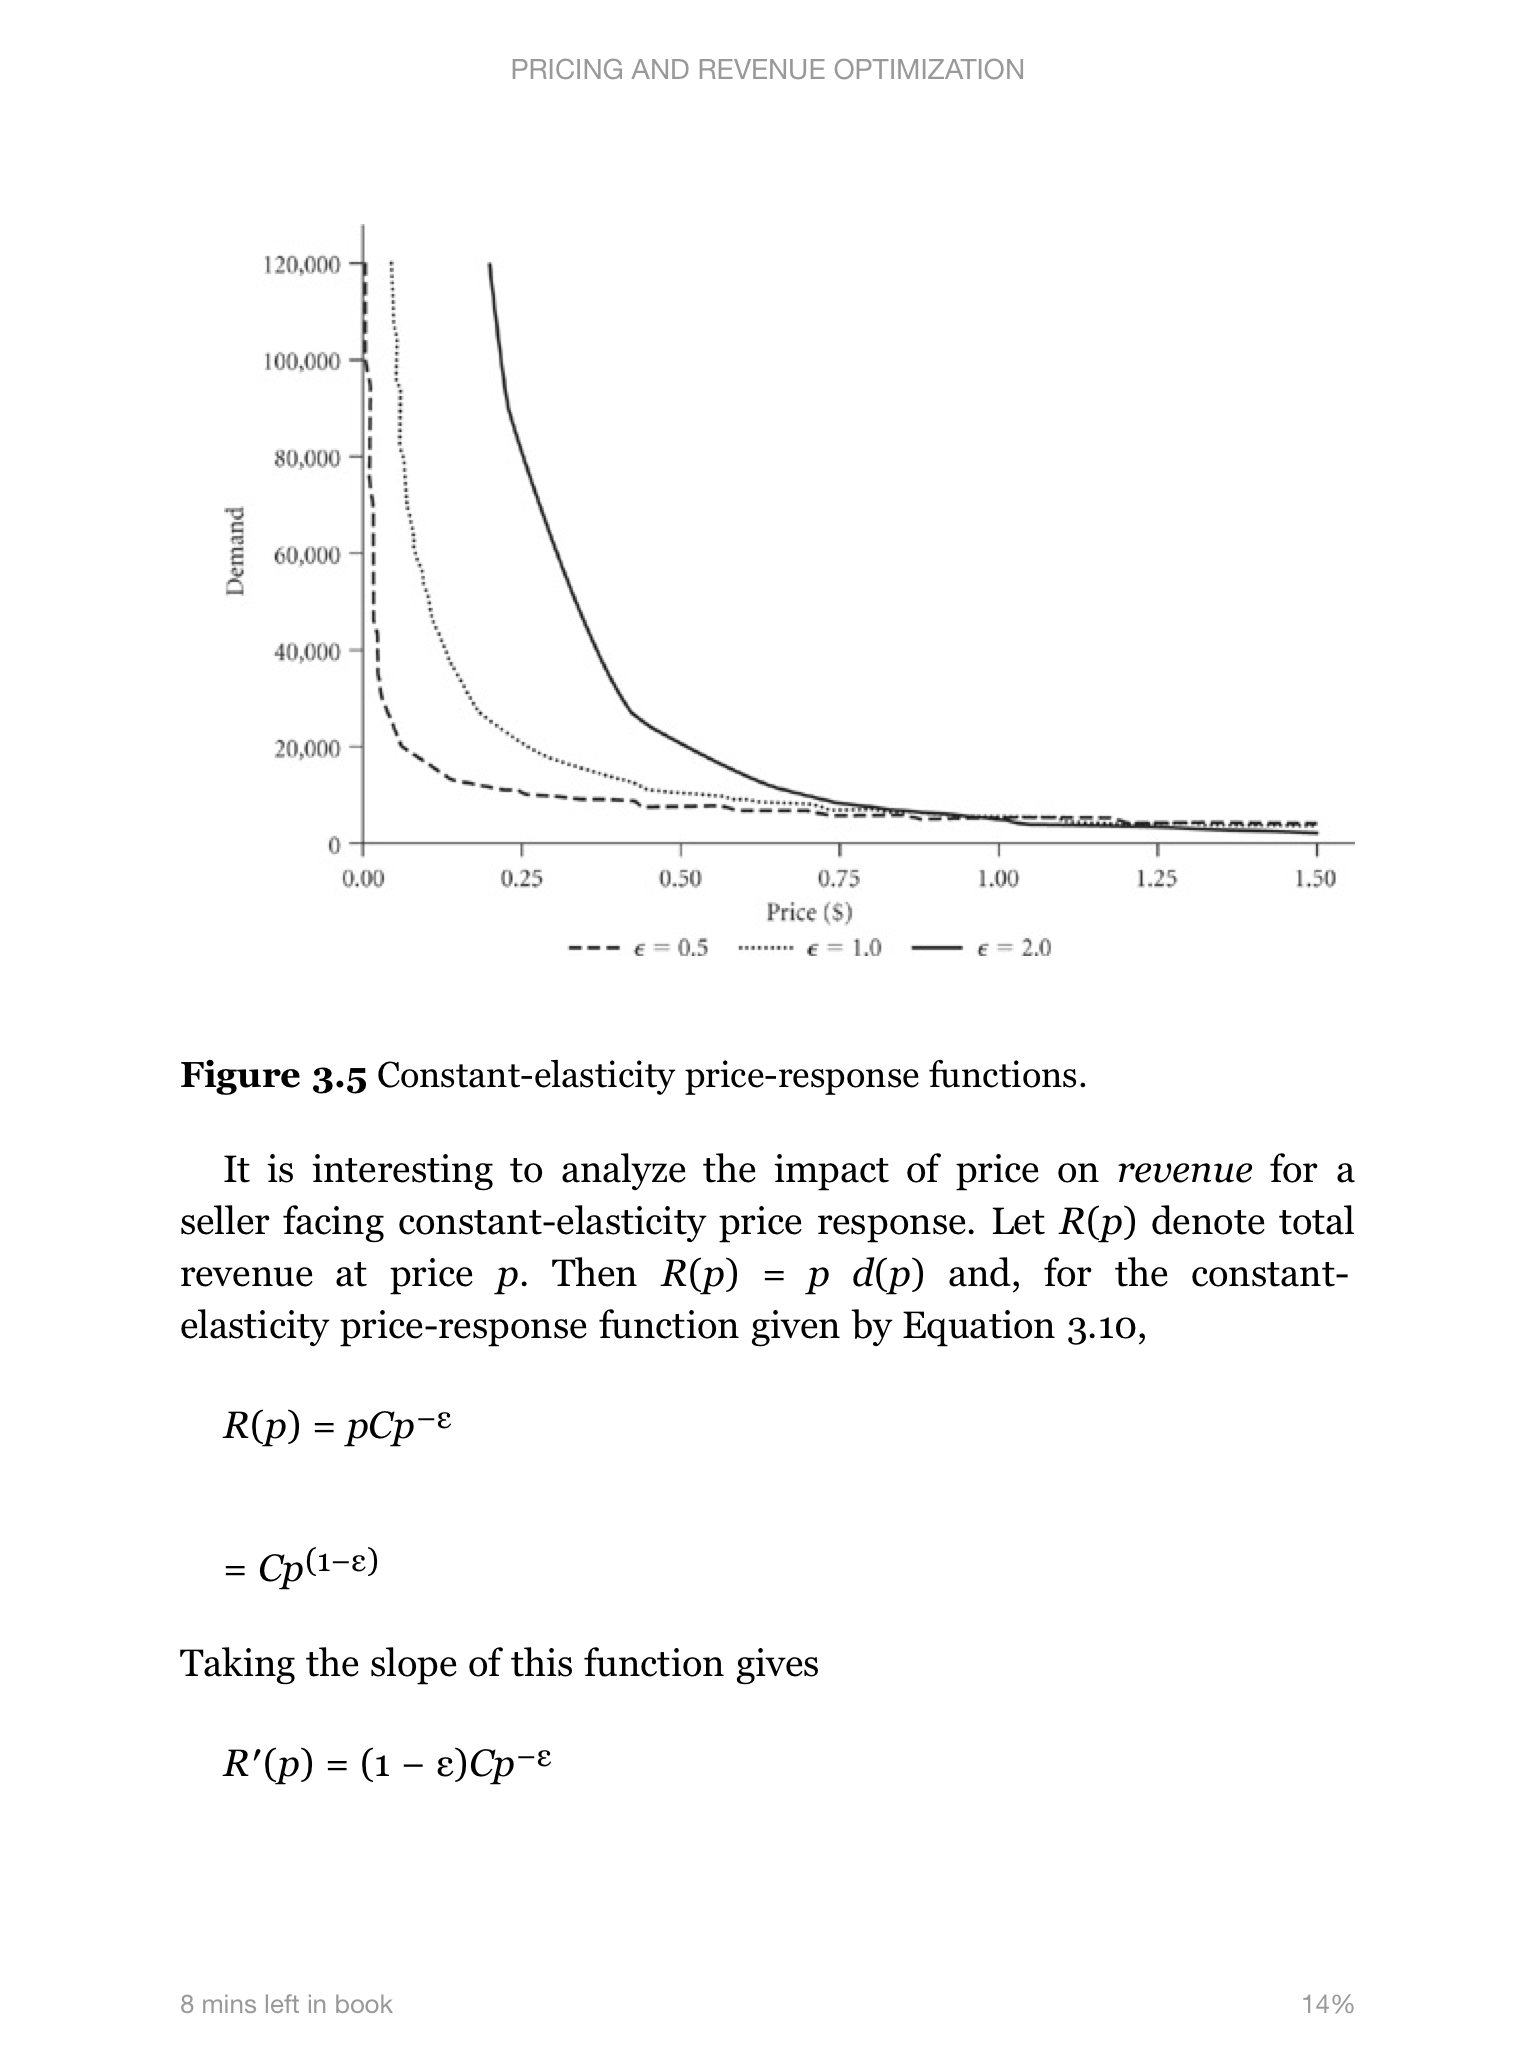 PRICING AND REVENUE OPTIMIZATION
120,000
100,000
80,000
60,000
40,000
20,000
0
Demand
0.00 0.25 0.50 0.75 1.00 1.25 1.50
Price ($)
ϵ = 0.5 ϵ = 1.0 ϵ = 2.0
Figure 3.5 Constant-elasticity price-response functions.
It is interesting to analyze the impact of price on revenue for a
seller facing constant-elasticity price response. Let R(p) denote total
revenue at price p. Then R(p) = p d(p) and, for the constant-
elasticity price-response function given by Equation 3.10,
R(p) = pCp⁻ᵋ
= Cp⁽¹⁻ᵋ⁾
Taking the slope of this function gives
R′(p) = (1 − ε)Cp⁻ᵋ
8 mins left in book 14%